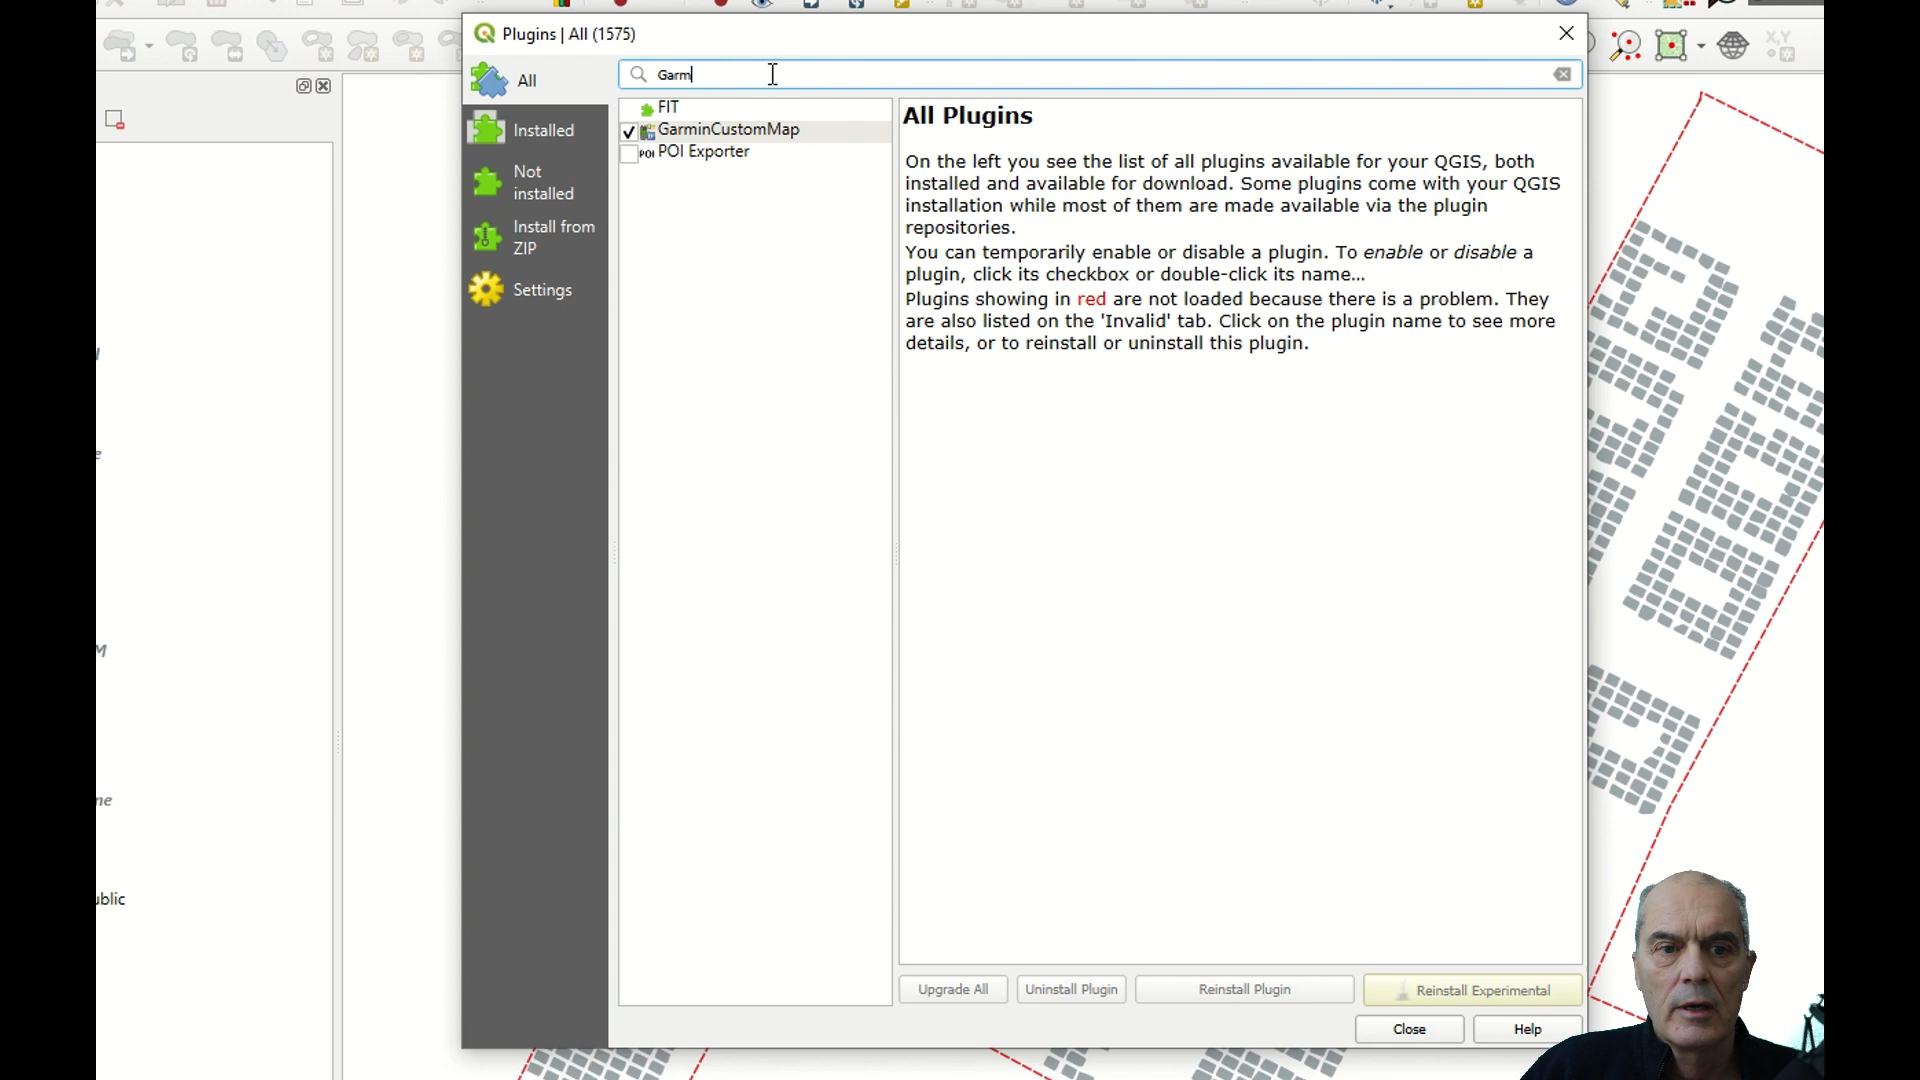 Plugins | All (1575)
X,Y
All
Garm
Installed
Not
installed
Install from
ZIP
Settings
FIT
GarminCustomMap
POI
POI Exporter
All Plugins
On the left you see the list of all plugins available for your QGIS, both
installed and available for download. Some plugins come with your QGIS
installation while most of them are made available via the plugin
repositories.
You can temporarily enable or disable a plugin. To enable or disable a
plugin, click its checkbox or double-click its name...
Plugins showing in red are not loaded because there is a problem. They
are also listed on the 'Invalid' tab. Click on the plugin name to see more
details, or to reinstall or uninstall this plugin.
Upgrade All
Uninstall Plugin
Reinstall Plugin
Reinstall Experimental
Close
Help